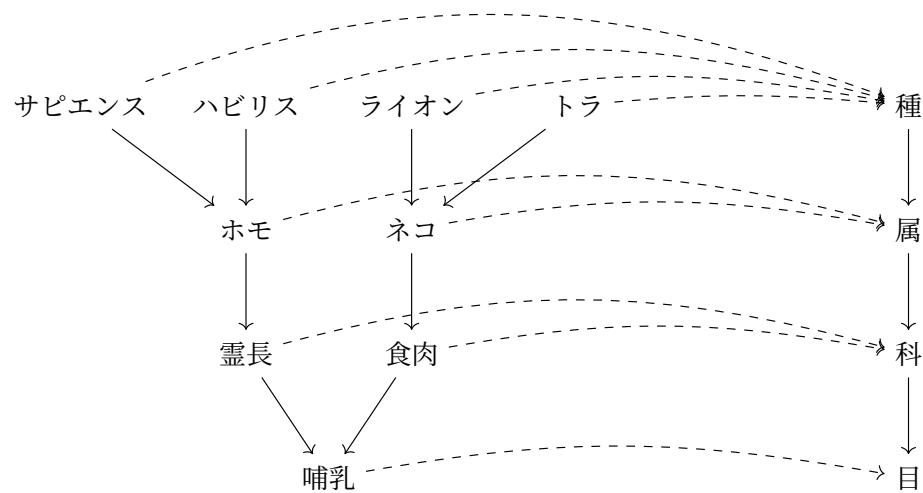 サピエンス ハビリス ライオン トラ 種
ホモ ネコ 属
霊長 食肉 科
哺乳 目